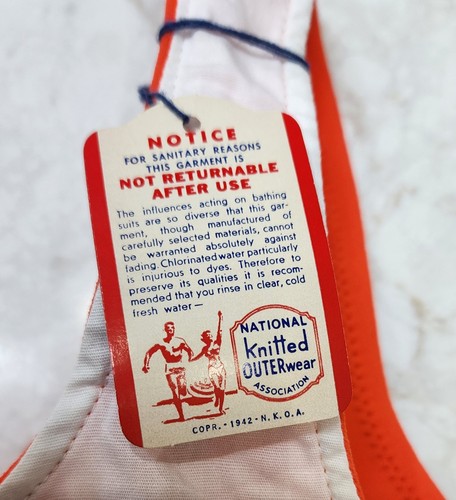 NOTICE
FOR SANITARY REASONS
THIS GARMENT IS
NOT RETURNABLE
AFTER USE
The influences acting on bathing
suits are so diverse that this gar-
ment, though manufactured of
carefully selected materials, cannot
be warranted absolutely against
fading. Chlorinated water particularly
is injurious to dyes. Therefore to
preserve its qualities it is recom-
mended that you rinse in clear, cold
fresh water—
NATIONAL
Knitted
OUTERwear
ASSOCIATION
COPR. - 1942 - N. K. O. A.